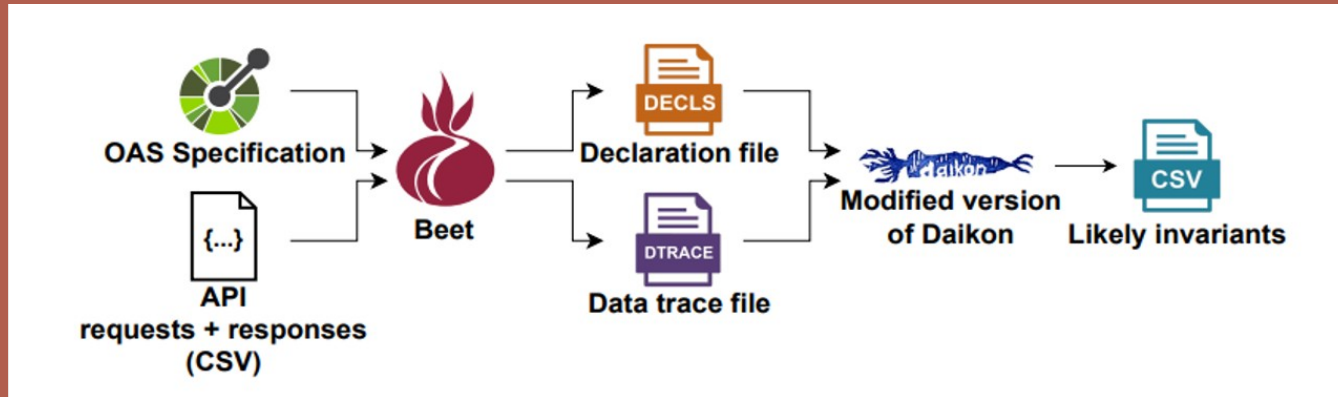 OAS Specification
{...}
API
requests + responses
(CSV)
Beet
DECLS
Declaration file
DTRACE
Data trace file
daikon
Modified version
of Daikon
CSV
Likely invariants